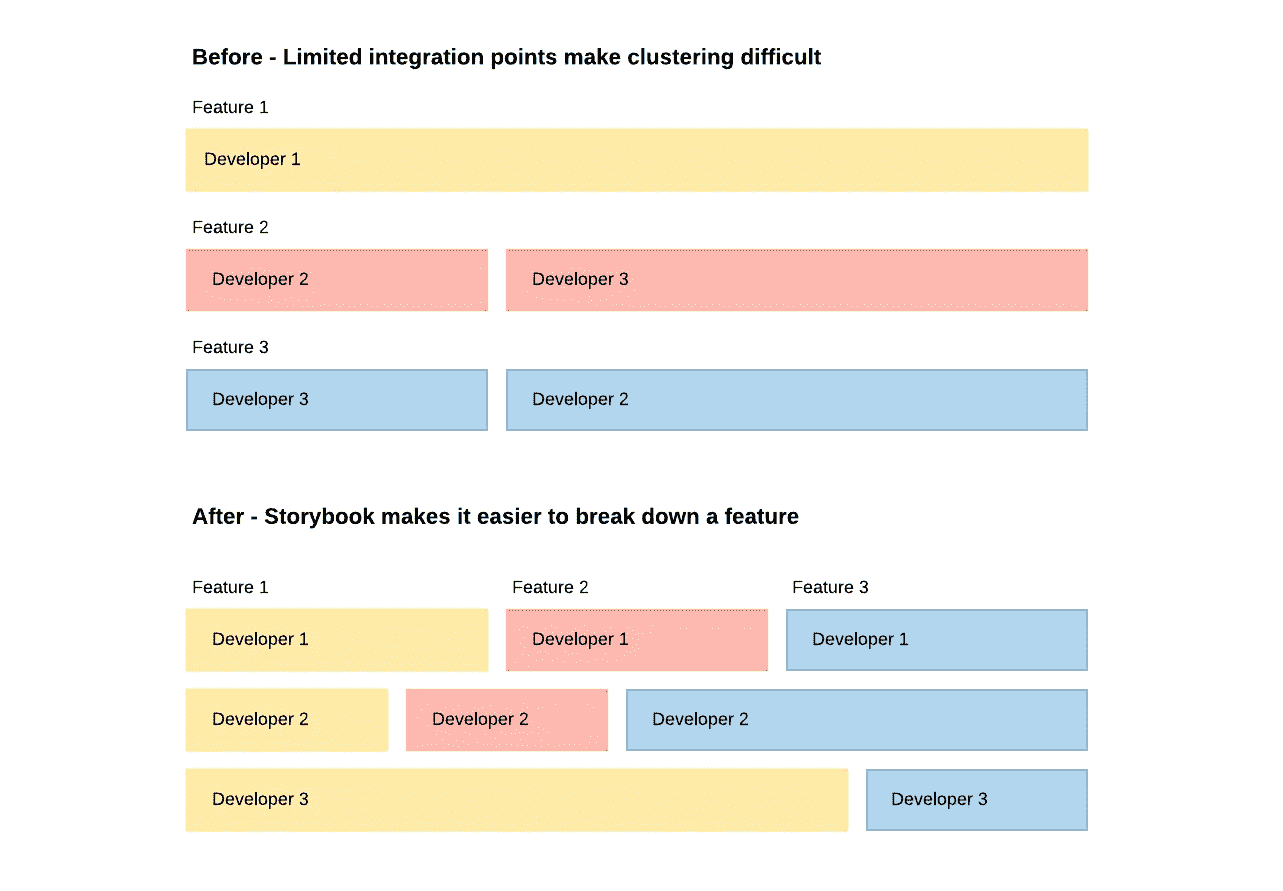 Before - Limited integration points make clustering difficult
Feature 1
Developer 1
Feature 2
Developer 2
Developer 3
Feature 3
Developer 3
Developer 2
After - Storybook makes it easier to break down a feature
Feature 1
Feature 2
Feature 3
Developer 1
Developer 1
Developer 1
Developer 2
Developer 2
Developer 2
Developer 3
Developer 3